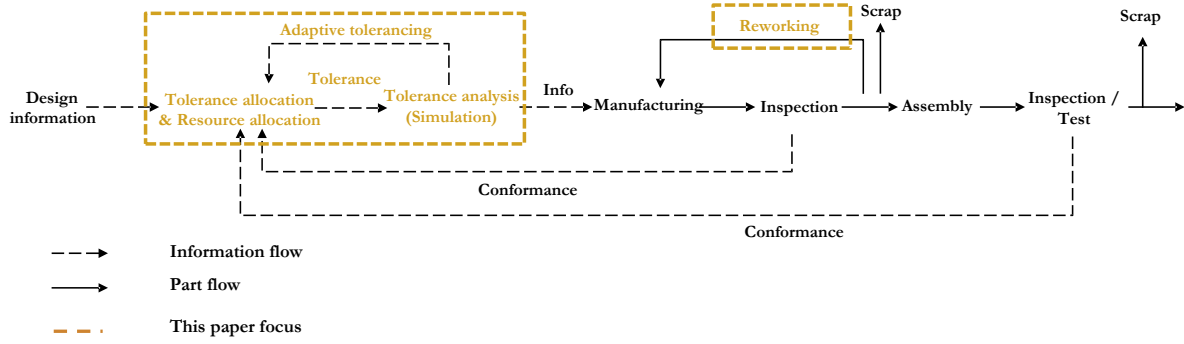 Scrap
Reworking
Scrap
Adaptive tolerancing
Tolerance
Design
information
Tolerance allocation
& Resource allocation
Tolerance analysis
(Simulation)
Info
Manufacturing
Inspection
Assembly
Inspection /
Test
Conformance
Conformance
Information flow
Part flow
This paper focus